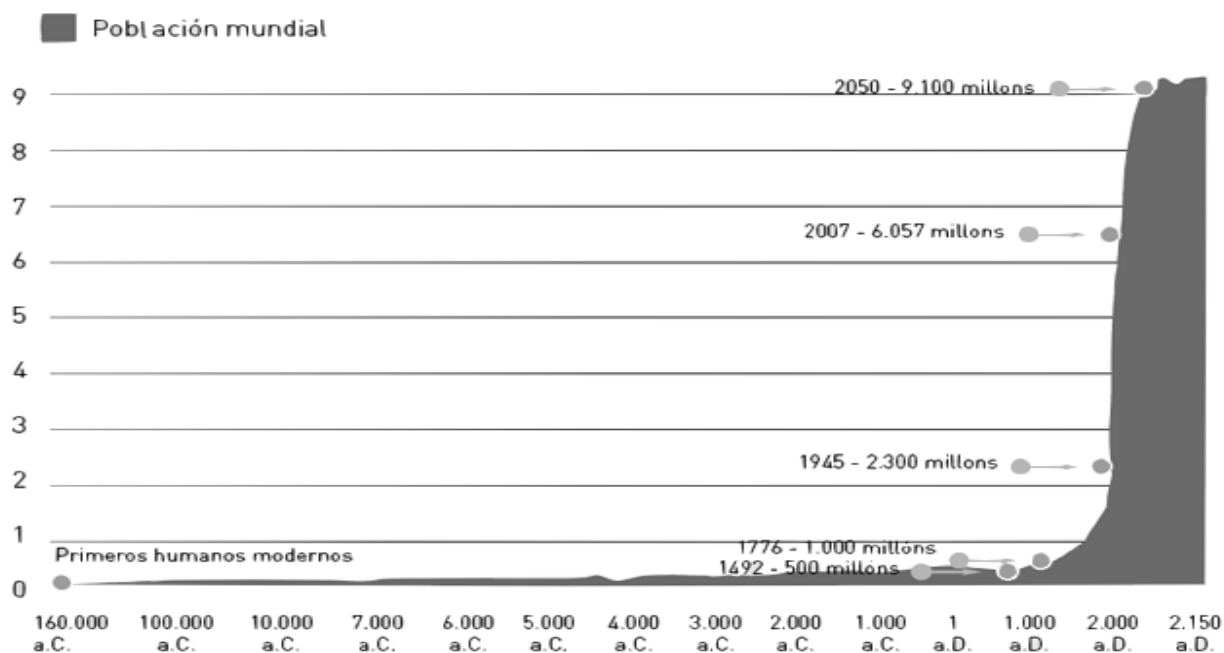 Población mundial
9
2050 - 9.100 millons
8
7
2007 - 6.057 millons
6
5
4
3
1945 - 2.300 millons
2
1
Primeros humanos modernos
1776 - 1.000 millóns
1492 - 500 millóns
0
160.000 100.000 10.000 7.000 6.000 5.000 4.000 3.000 2.000 1.000 1 1.000 2.000 2.150
a.C. a.C. a.C. a.C. a.C. a.C. a.C. a.C. a.C. a.C. a.D. a.D. a.D. a.D.